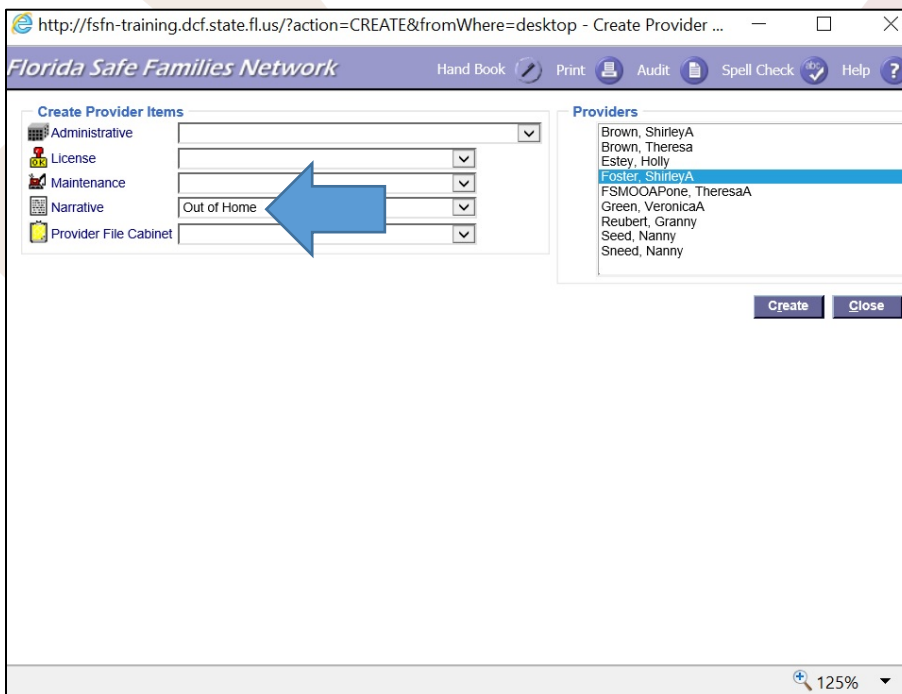 http://fsfn-training.dcf.state.fl.us/?action=CREATE&fromWhere=desktop - Create Provider ...
Florida Safe Families Network Hand Book Print Audit abc Spell Check Help ?
Create Provider Items
Administrative
OK License
Maintenance
Narrative Out of Home
Provider File Cabinet
Providers
Brown, ShirleyA
Brown, Theresa
Estey, Holly
Foster, ShirleyA
FSMOOAPone, TheresaA
Green, VeronicaA
Reubert, Granny
Seed, Nanny
Sneed, Nanny
Create Close
125%